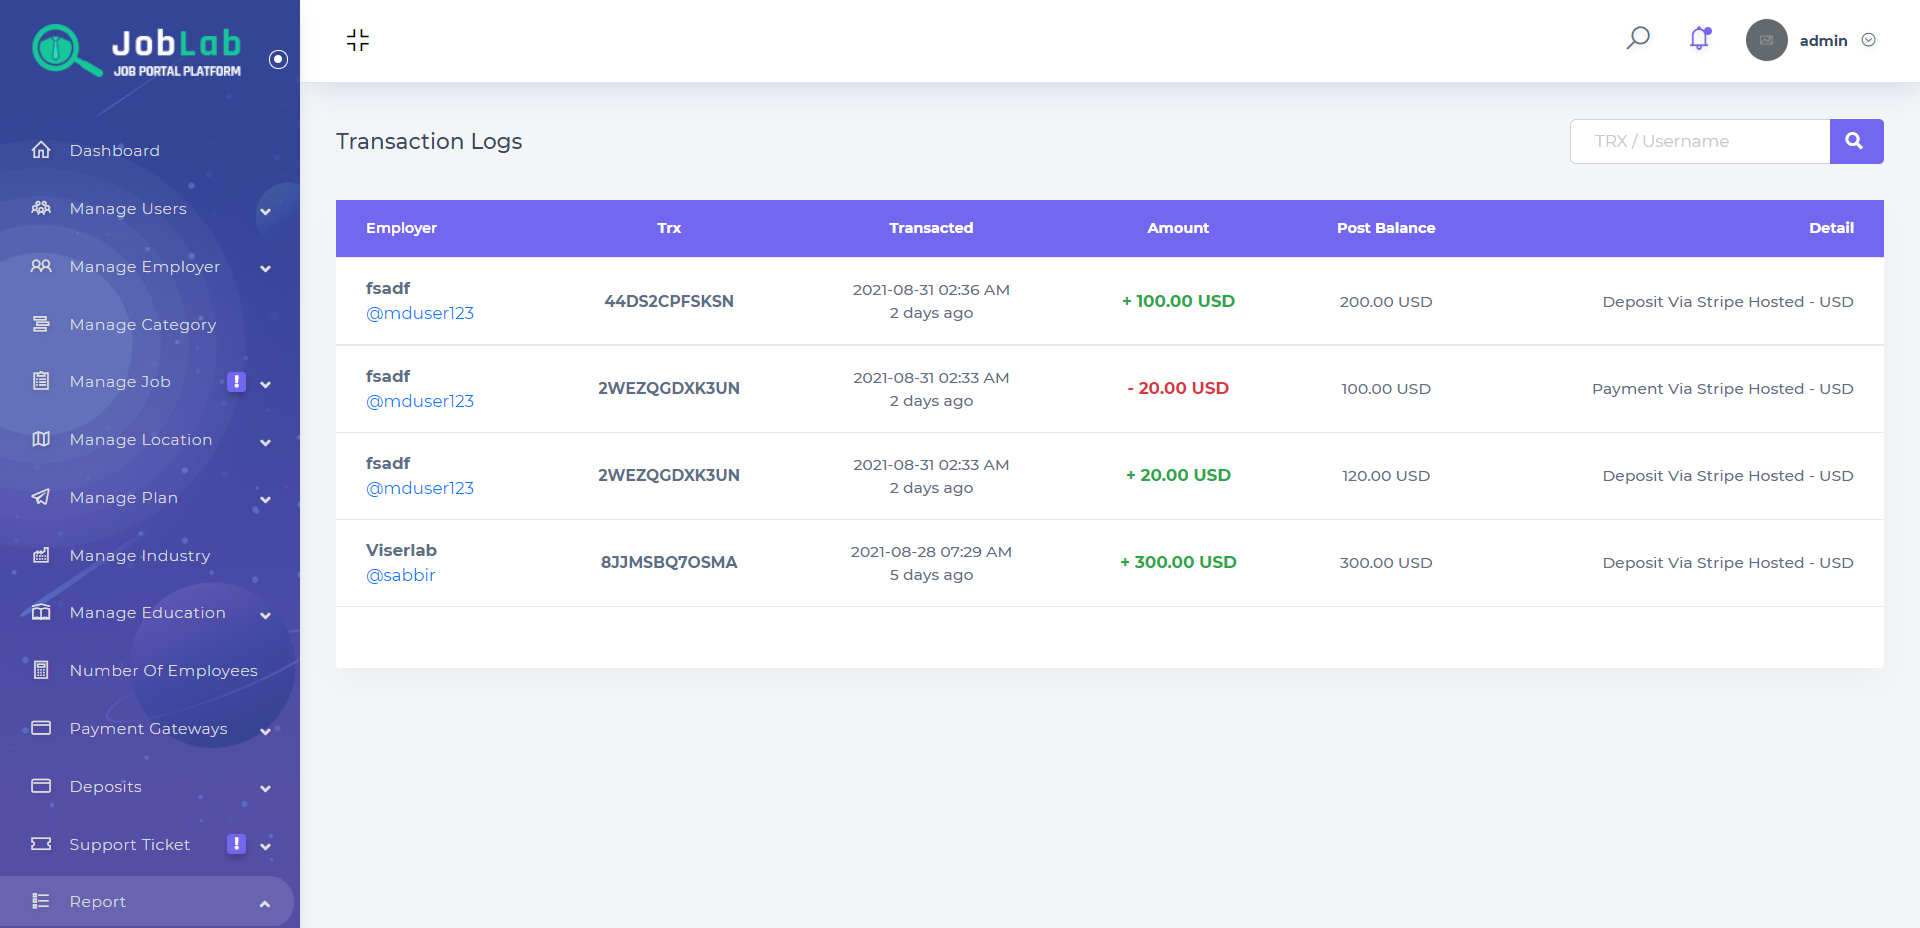 JobLab
JOB PORTAL PLATFORM
admin
Dashboard
Manage Users
Manage Employer
Manage Category
Manage Job !
Manage Location
Manage Plan
Manage Industry
Manage Education
Number Of Employees
Payment Gateways
Deposits
Support Ticket !
Report
Transaction Logs
TRX / Username
Employer Trx Transacted Amount Post Balance Detail
fsadf
@mduser123
44DS2CPFSKSN
2021-08-31 02:36 AM
2 days ago
+ 100.00 USD
200.00 USD
Deposit Via Stripe Hosted - USD
fsadf
@mduser123
2WEZQGDXK3UN
2021-08-31 02:33 AM
2 days ago
- 20.00 USD
100.00 USD
Payment Via Stripe Hosted - USD
fsadf
@mduser123
2WEZQGDXK3UN
2021-08-31 02:33 AM
2 days ago
+ 20.00 USD
120.00 USD
Deposit Via Stripe Hosted - USD
Viserlab
@sabbir
8JJMSBQ7OSMA
2021-08-28 07:29 AM
5 days ago
+ 300.00 USD
300.00 USD
Deposit Via Stripe Hosted - USD